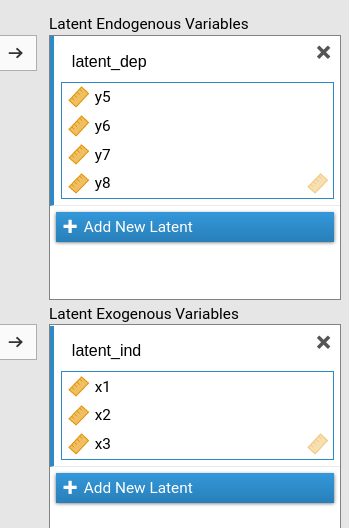 Latent Endogenous Variables
latent_dep
y5
y6
y7
y8
Add New Latent
Latent Exogenous Variables
latent_ind
x1
x2
x3
Add New Latent